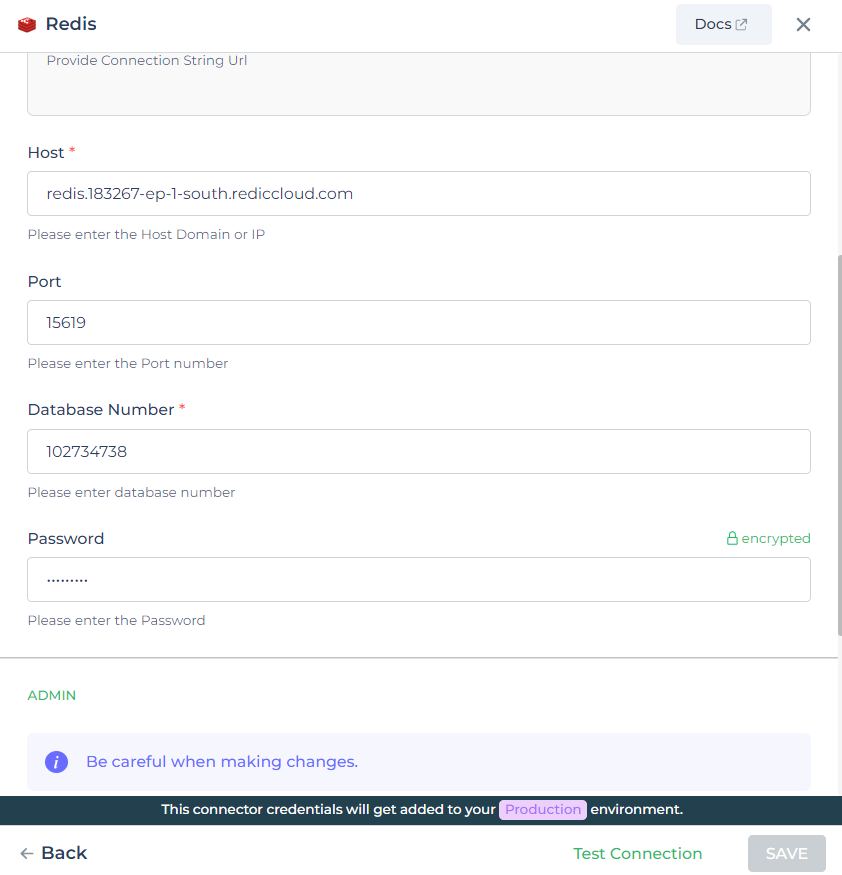 Redis
Docs
Provide Connection String Url
Host *
redis.183267-ep-1-south.rediccloud.com
Please enter the Host Domain or IP
Port
15619
Please enter the Port number
Database Number *
102734738
Please enter database number
Password
encrypted
•••••••••
Please enter the Password
ADMIN
Be careful when making changes.
This connector credentials will get added to your Production environment.
← Back
Test Connection
SAVE